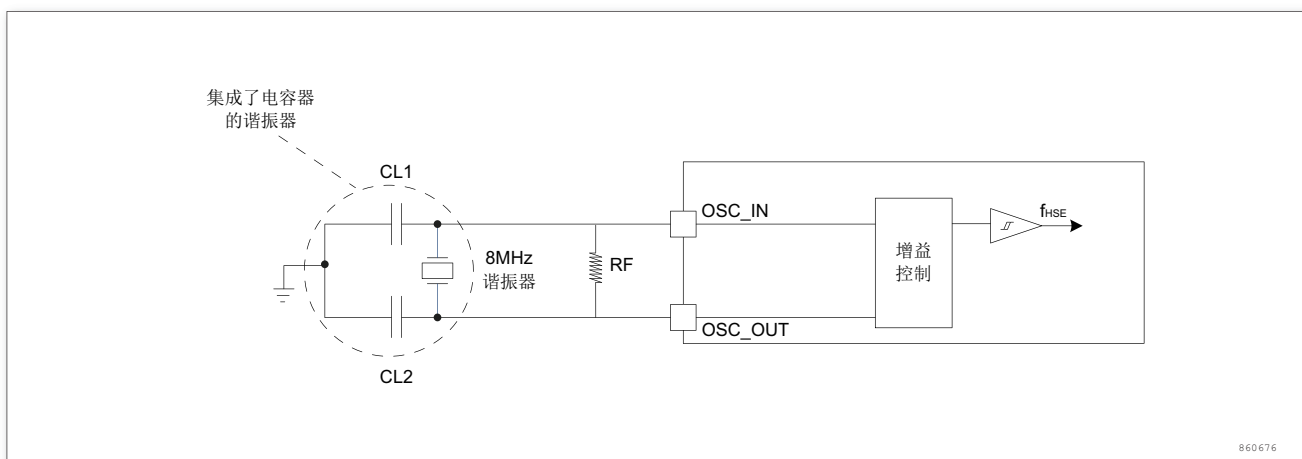 集成了电容器
的谐振器
CL1
OSC_IN
fHSE
8MHz
谐振器
RF
增益
控制
OSC_OUT
CL2
860676